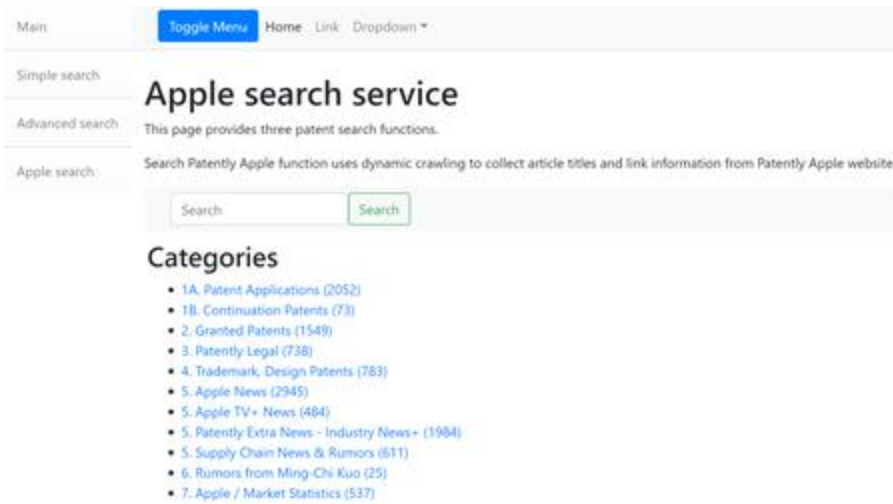 Main
Simple search
Advanced search
Apple search
Toggle Menu Home Link Dropdown
Apple search service
This page provides three patent search functions.
Search Patently Apple function uses dynamic crawling to collect article titles and link information from Patently Apple website
Search Search
Categories
1A. Patent Applications (2052)
1B. Continuation Patents (73)
2. Granted Patents (1549)
3. Patently Legal (738)
4. Trademark, Design Patents (783)
5. Apple News (2945)
5. Apple TV+ News (484)
5. Patently Extra News - Industry News+ (1984)
5. Supply Chain News & Rumors (611)
6. Rumors from Ming-Chi Kuo (25)
7. Apple / Market Statistics (537)